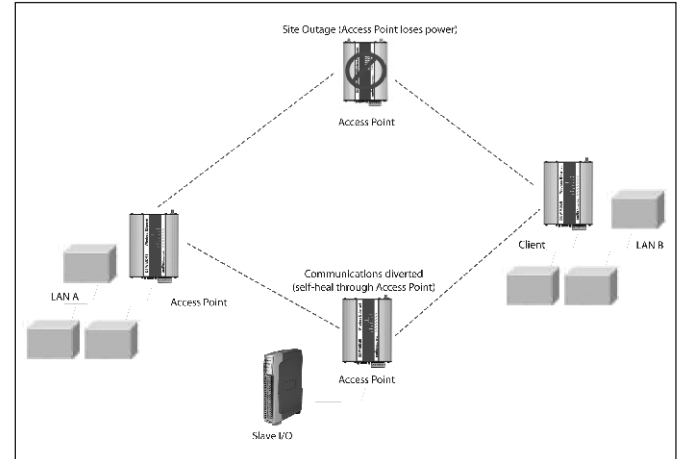 Site Outage (Access Point loses power)
Access Point
Client
LAN B
Access Point
LAN A
Communications diverted
(self-heal through Access Point)
Access Point
Slave I/O